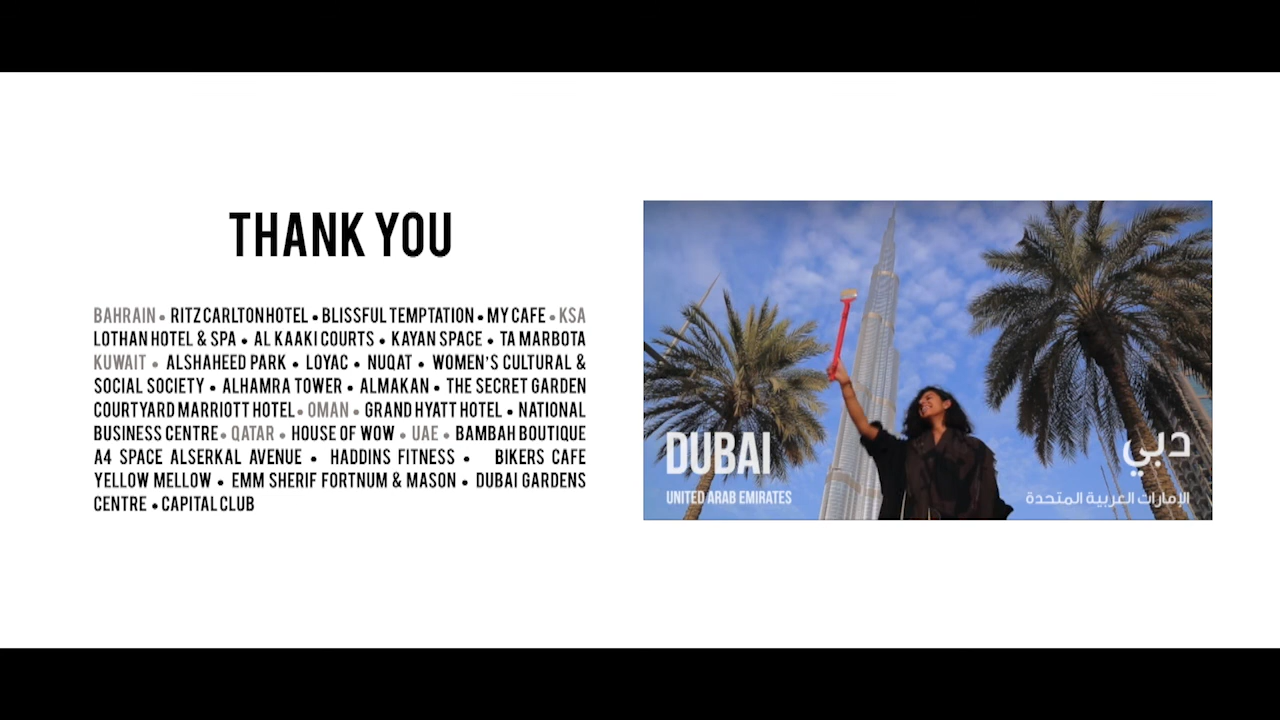 THANK YOU
BAHRAIN • RITZ CARLTON HOTEL • BLISSFUL TEMPTATION • MY CAFE • KSA
LOTHAN HOTEL & SPA • AL KAAKI COURTS • KAYAN SPACE • TA MARBOTA
KUWAIT • ALSHAHEED PARK • LOYAC • NUQAT • WOMEN'S CULTURAL &
SOCIAL SOCIETY • ALHAMRA TOWER • ALMAKAN • THE SECRET GARDEN
COURTYARD MARRIOTT HOTEL • OMAN • GRAND HYATT HOTEL • NATIONAL
BUSINESS CENTRE • QATAR • HOUSE OF WOW • UAE • BAMBAH BOUTIQUE
A4 SPACE ALSERKAL AVENUE • HADDINS FITNESS • BIKERS CAFE
YELLOW MELLOW • EMM SHERIF FORTNUM & MASON • DUBAI GARDENS
CENTRE • CAPITAL CLUB
DUBAI
UNITED ARAB EMIRATES
دبي
الإمارات العربية المتحدة